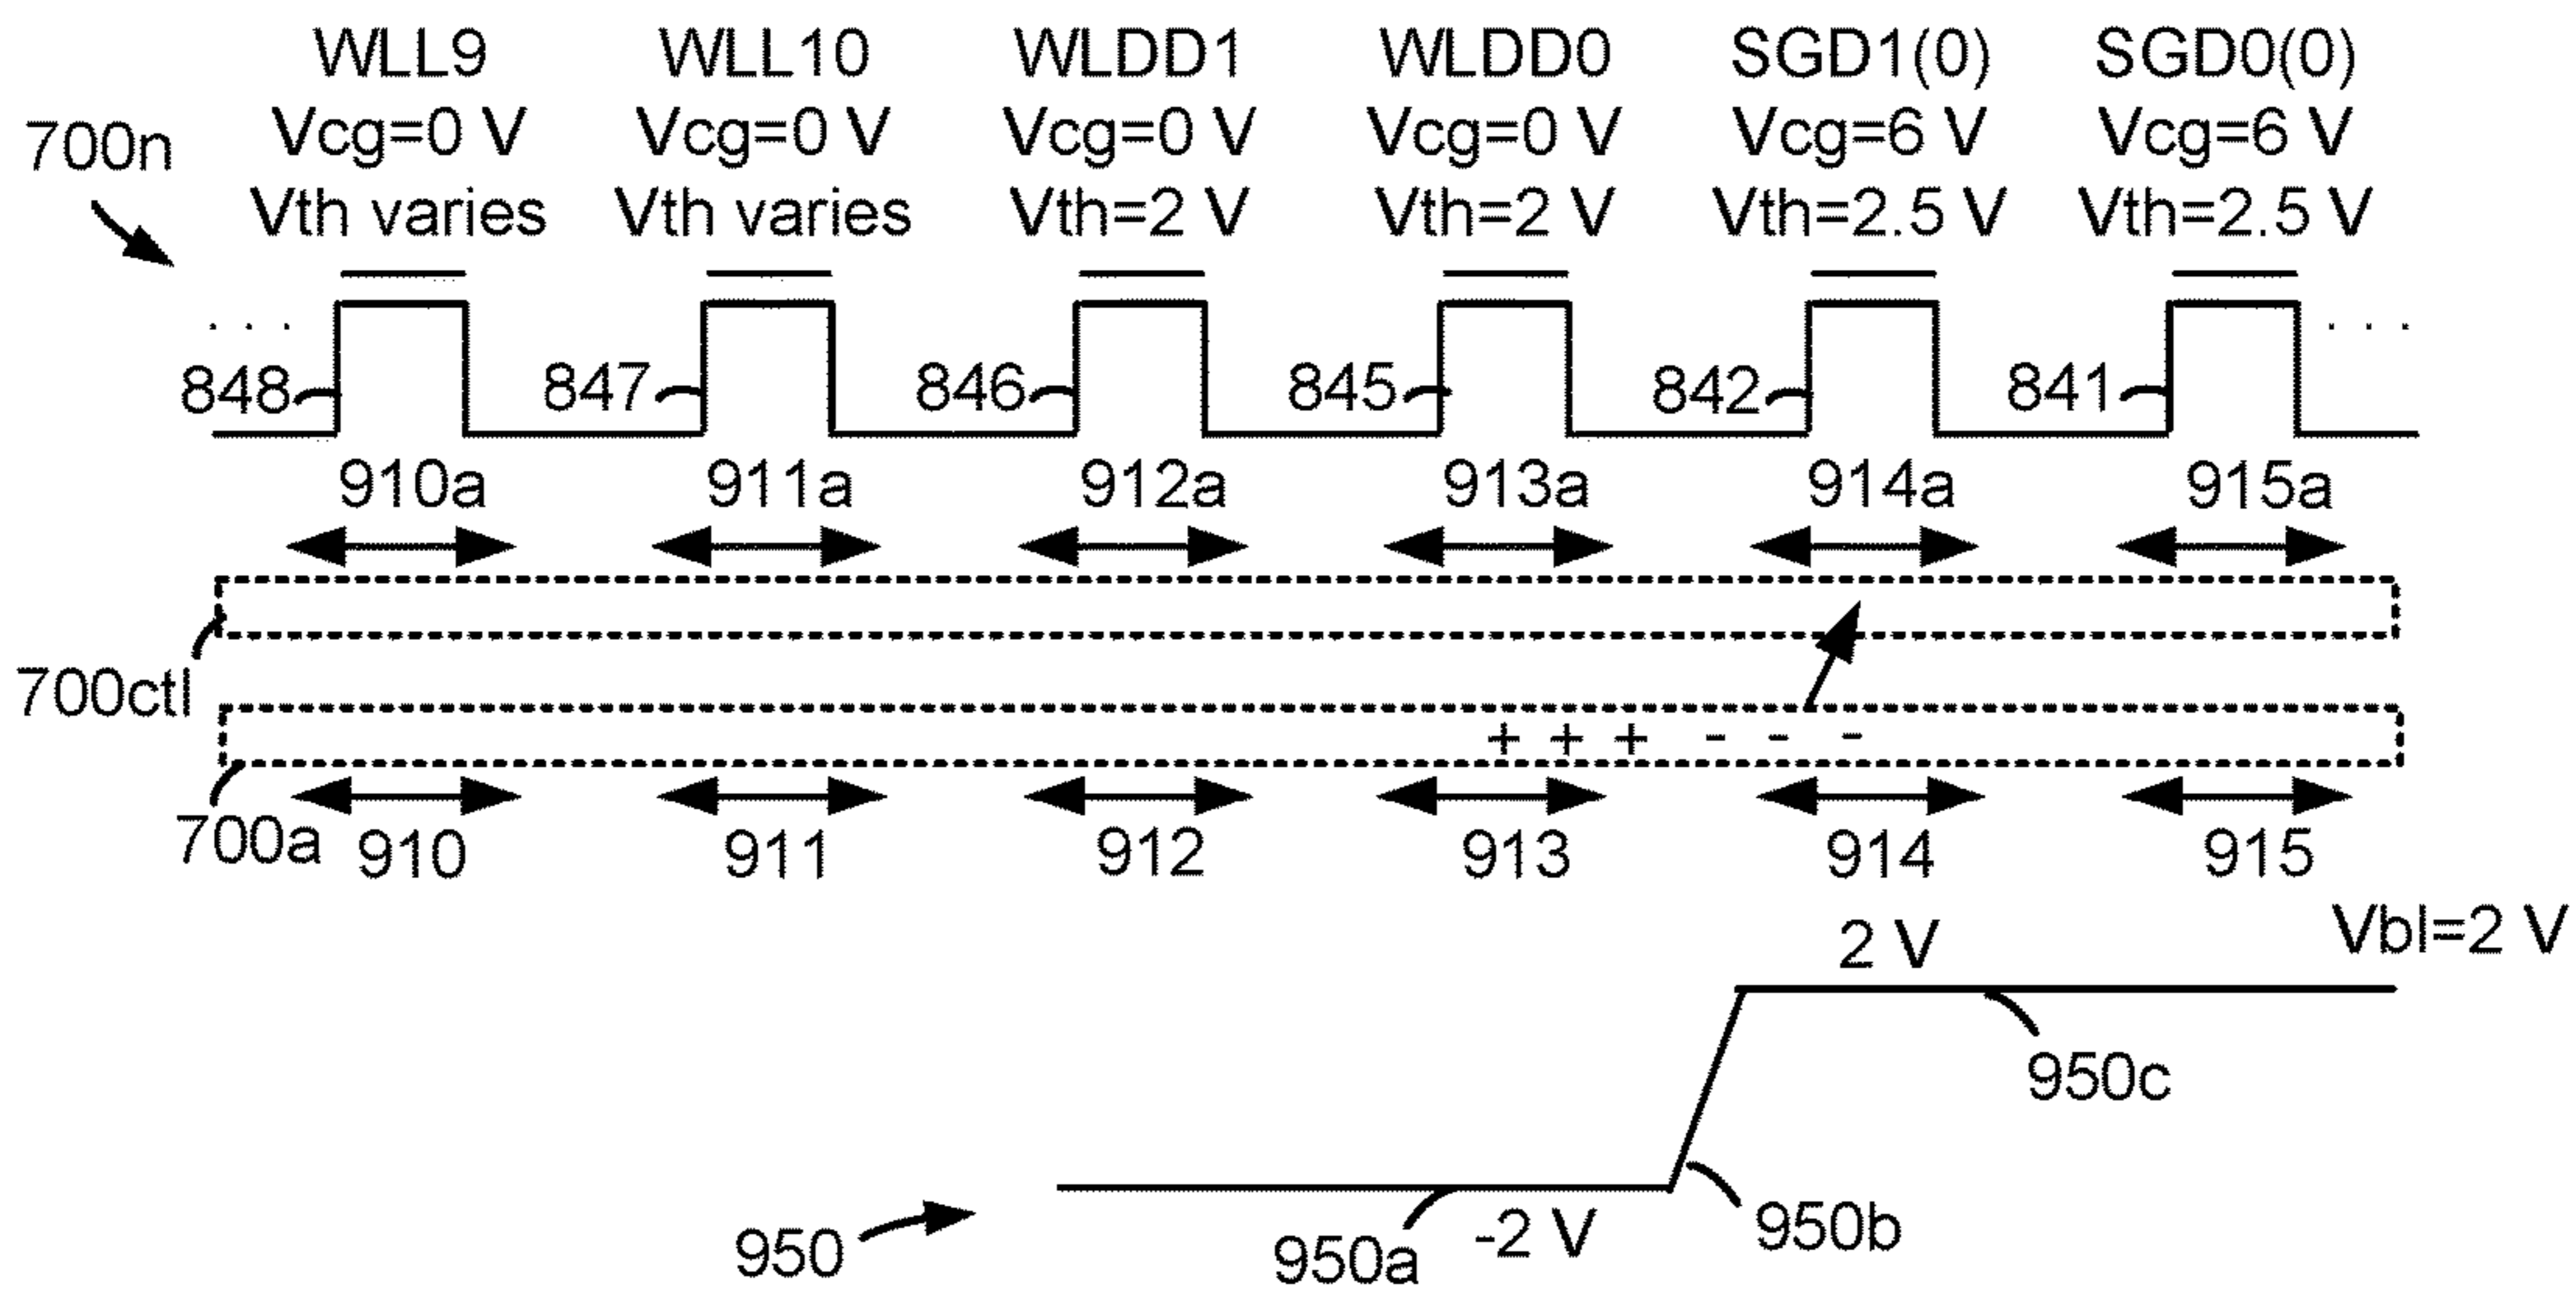 WLL9 WLL10 WLDD1 WLDD0 SGD1(0) SGD0(0)
Vcg=0 V Vcg=0 V Vcg=0 V Vcg=0 V Vcg=6 V Vcg=6 V
700n
Vth varies Vth varies Vth=2 V Vth=2 V Vth=2.5 V Vth=2.5 V
. . . . . .
848 847 846 845 842 841
910a 911a 912a 913a 914a 915a
700ctl
+ + + - - -
700a 910 911 912 913 914 915
2 V Vbl=2 V
950c
950 950a -2 V 950b